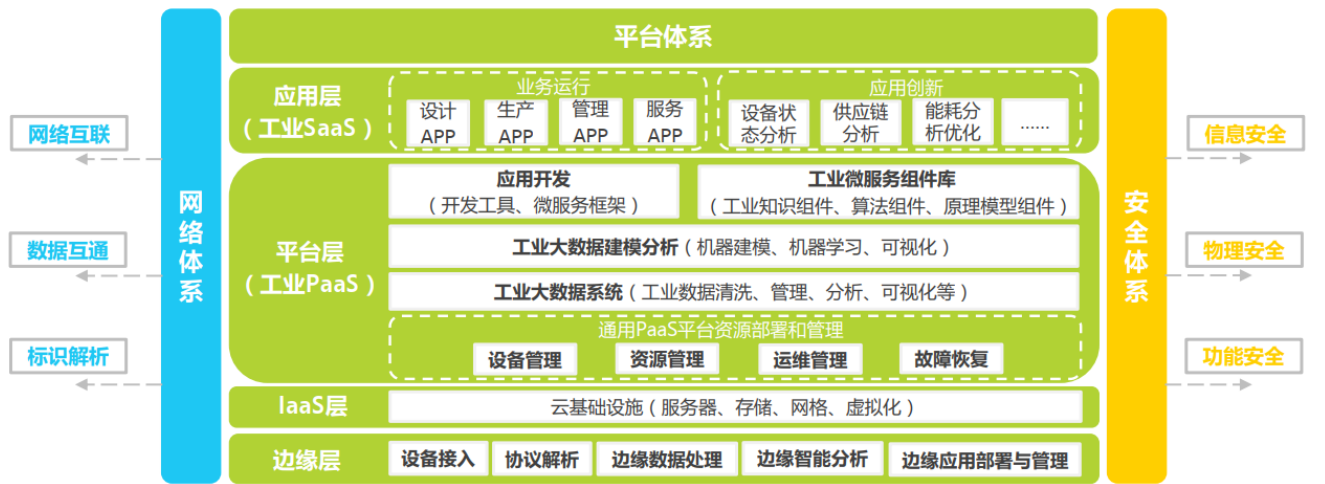 平台体系
应用层
（工业SaaS）
业务运行
设计
APP
生产
APP
管理
APP
服务
APP
应用创新
设备状
态分析
供应链
分析
能耗分
析优化
......
网络互联
数据互通
标识解析
网络体系
平台层
（工业PaaS）
应用开发
（开发工具、微服务框架）
工业微服务组件库
（工业知识组件、算法组件、原理模型组件）
工业大数据建模分析（机器建模、机器学习、可视化）
工业大数据系统（工业数据清洗、管理、分析、可视化等）
通用PaaS平台资源部署和管理
设备管理
资源管理
运维管理
故障恢复
IaaS层
云基础设施（服务器、存储、网格、虚拟化）
边缘层
设备接入
协议解析
边缘数据处理
边缘智能分析
边缘应用部署与管理
安全体系
信息安全
物理安全
功能安全